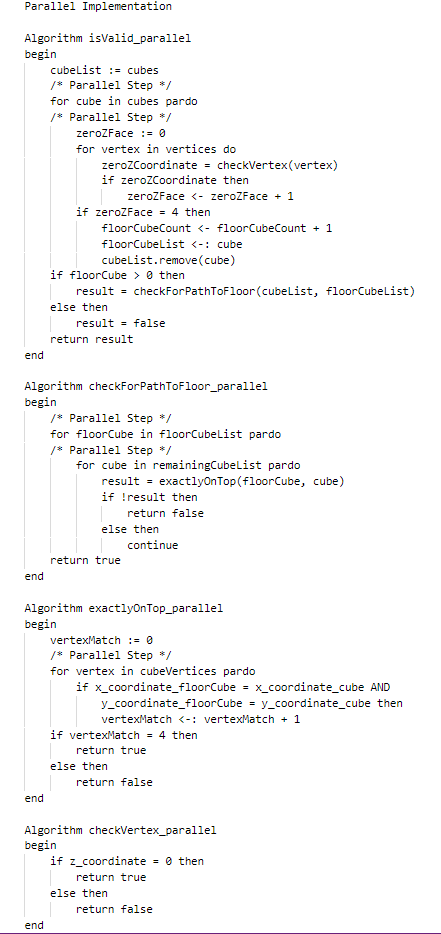 Parallel Implementation
Algorithm isValid_parallel
begin
cubeList := cubes
/* Parallel Step */
for cube in cubes pardo
/* Parallel Step */
zeroZFace := 0
for vertex in vertices do
zeroZCoordinate = checkVertex(vertex)
if zeroZCoordinate then
zeroZFace <- zeroZFace + 1
if zeroZFace = 4 then
floorCubeCount <- floorCubeCount + 1
floorCubeList <-: cube
cubeList.remove(cube)
if floorCube > 0 then
result = checkForPathToFloor(cubeList, floorCubeList)
else then
result = false
return result
end
Algorithm checkForPathToFloor_parallel
begin
/* Parallel Step */
for floorCube in floorCubeList pardo
/* Parallel Step */
for cube in remainingCubeList pardo
result = exactlyOnTop(floorCube, cube)
if !result then
return false
else then
continue
return true
end
Algorithm exactlyOnTop_parallel
begin
vertexMatch := 0
/* Parallel Step */
for vertex in cubeVertices pardo
if x_coordinate_floorCube = x_coordinate_cube AND
y_coordinate_floorCube = y_coordinate_cube then
vertexMatch <-: vertexMatch + 1
if vertexMatch = 4 then
return true
else then
return false
end
Algorithm checkVertex_parallel
begin
if z_coordinate = 0 then
return true
else then
return false
end